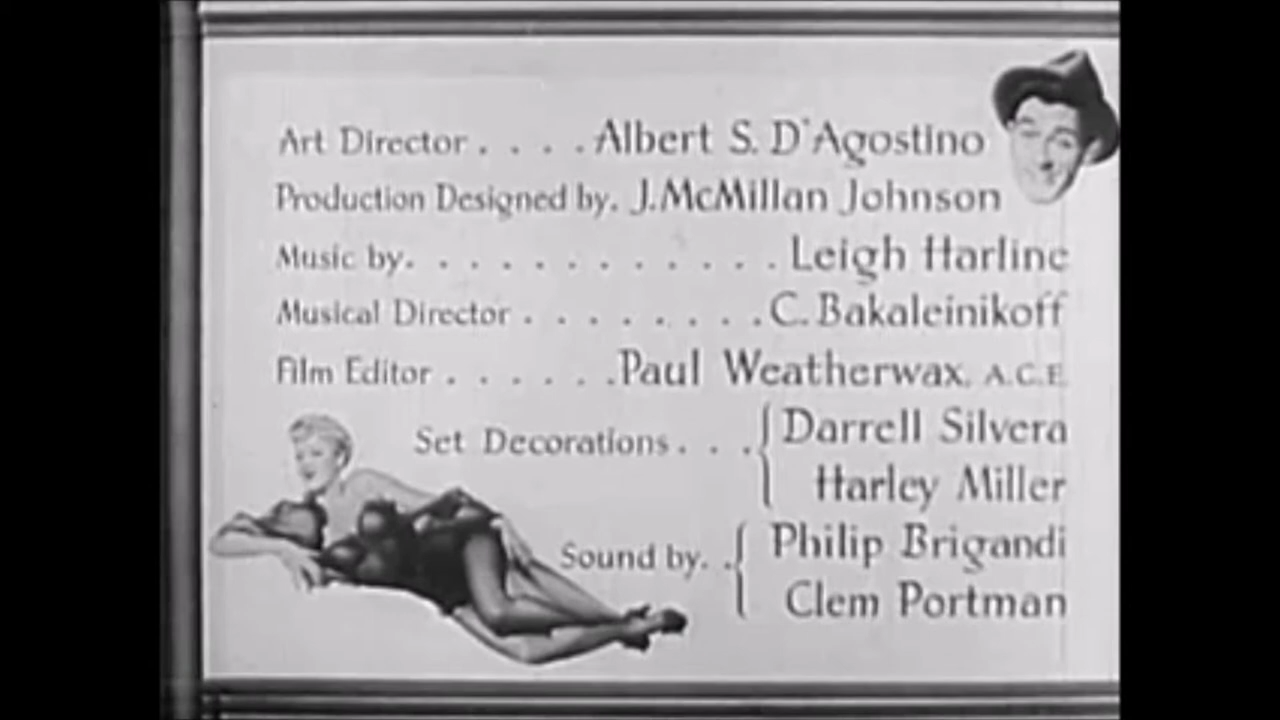 Art Director . . . . Albert S. D'Agostino
Production Designed by. J. McMillan Johnson
Music by. . . . . . . . . . . . . Leigh Harline
Musical Director . . . . . . . . C. Bakaleinikoff
Film Editor . . . . . . Paul Weatherwax, A.C.E.
Set Decorations . . . { Darrell Silvera
Harley Miller
Sound by. . { Philip Brigandi
Clem Portman